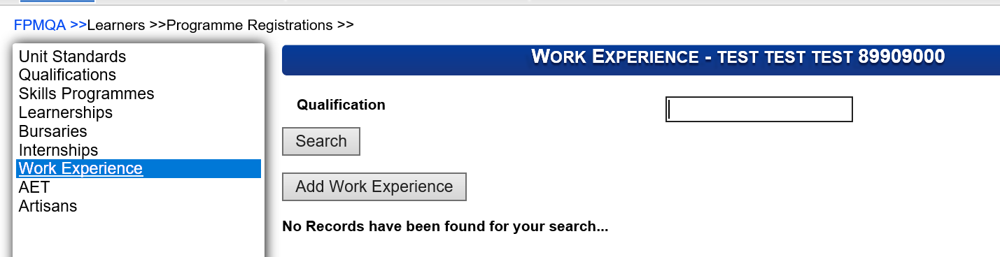 FPMQA >>Learners >>Programme Registrations >>
Unit Standards
Qualifications
Skills Programmes
Learnerships
Bursaries
Internships
Work Experience
AET
Artisans
WORK EXPERIENCE - TEST TEST TEST 89909000
Qualification
Search
Add Work Experience
No Records have been found for your search...